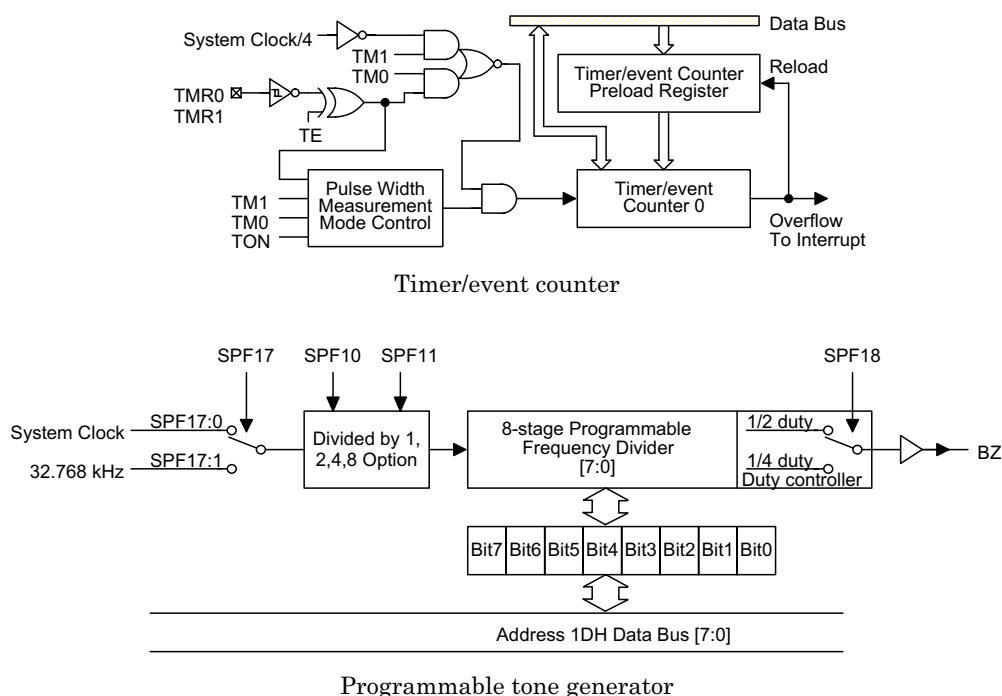 System Clock/4
TM1
TM0
TMR0
TMR1
TE
TM1
TM0
TON
Pulse Width
Measurement
Mode Control
Data Bus
Timer/event Counter
Preload Register
Reload
Timer/event
Counter 0
Overflow
To Interrupt
Timer/event counter
SPF17
SPF10
SPF11
SPF18
System Clock
SPF17:0
32.768 kHz
SPF17:1
Divided by 1,
2,4,8 Option
8-stage Programmable
Frequency Divider
[7:0]
1/2 duty
1/4 duty
Duty controller
BZ
Bit7 Bit6 Bit5 Bit4 Bit3 Bit2 Bit1 Bit0
Address 1DH Data Bus [7:0]
Programmable tone generator